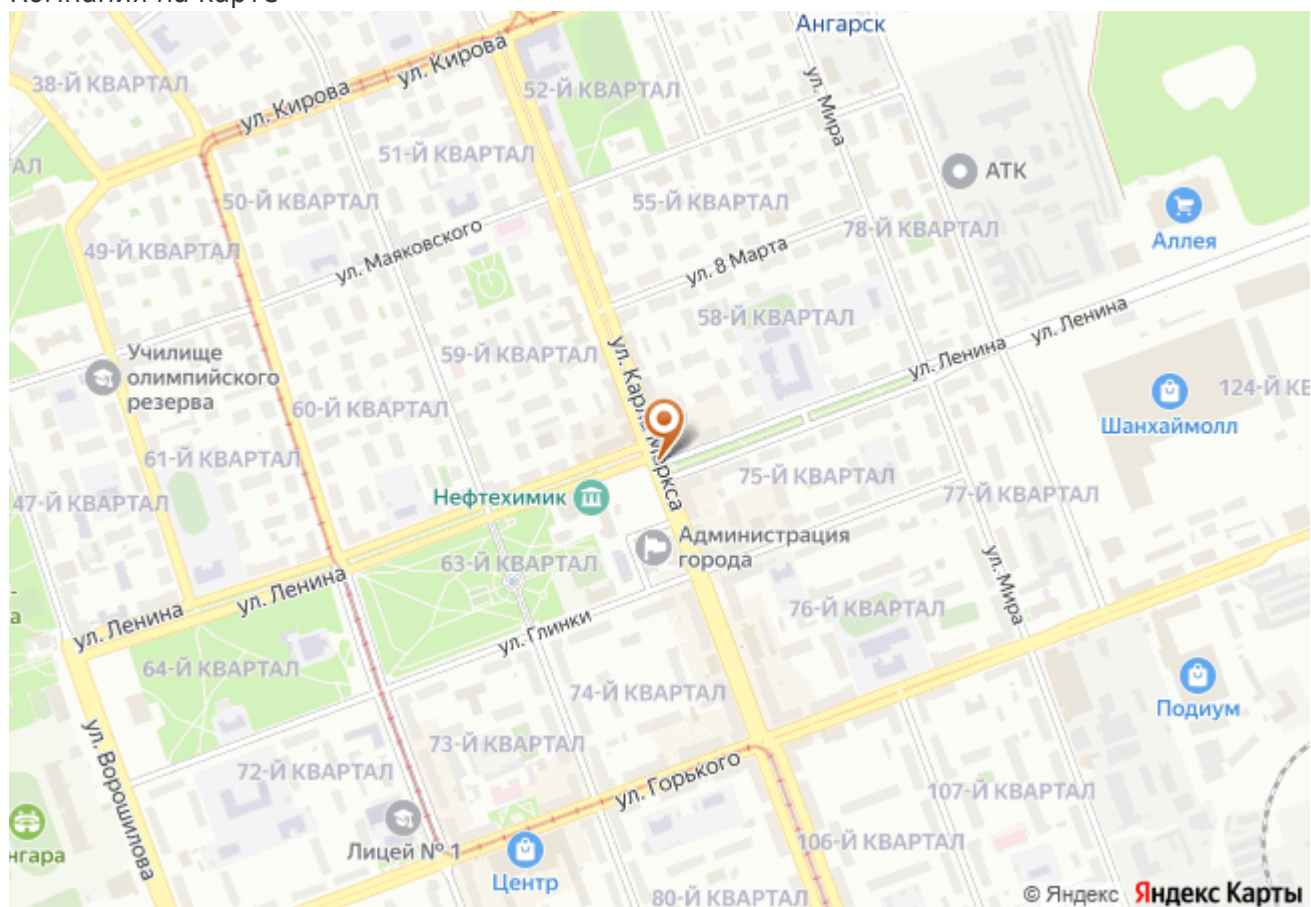 Ангарск
ул. Кирова
38-Й КВАРТАЛ
52-Й КВАРТАЛ
ул. Кирова
ул. Мира
51-Й КВАРТАЛ
АТК
50-Й КВАРТАЛ
55-Й КВАРТАЛ
78-Й КВАРТАЛ
Аллея
49-Й КВАРТАЛ
ул. Маяковского
ул. 8 Марта
58-Й КВАРТАЛ
ул. Ленина
ул. Ленина
Училище
олимпийского
резерва
59-Й КВАРТАЛ
ул. Карла Маркса
60-Й КВАРТАЛ
124-Й КВ
Шанхаймолл
61-Й КВАРТАЛ
75-Й КВАРТАЛ
77-Й КВАРТАЛ
47-Й КВАРТАЛ
Нефтехимик
Администрация
города
63-Й КВАРТАЛ
ул. Ленина
ул. Мира
76-Й КВАРТАЛ
ул. Ленина
ул. Глинки
64-Й КВАРТАЛ
74-Й КВАРТАЛ
Подиум
ул. Ворошилова
73-Й КВАРТАЛ
72-Й КВАРТАЛ
ул. Горького
107-Й КВАРТАЛ
Лицей № 1
106-Й КВАРТАЛ
нгара
Центр
80-Й КВАРТАЛ
© Яндекс Яндекс Карты